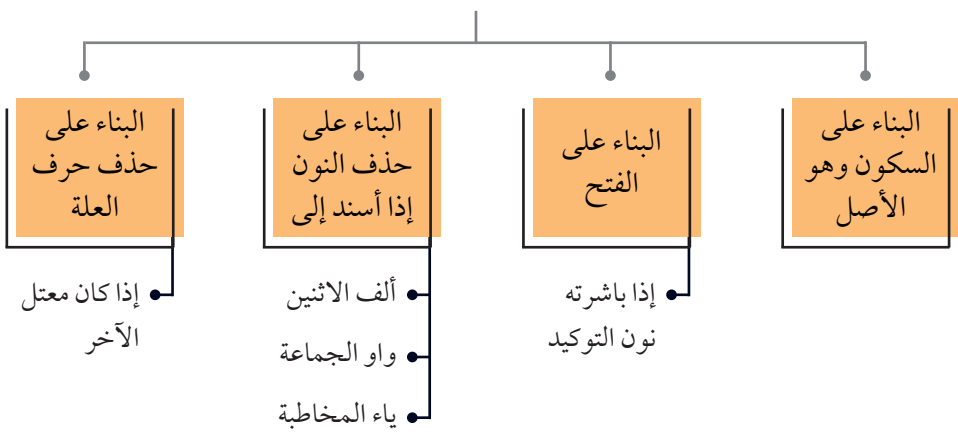 البناء على
السكون وهو
الأصل
البناء على
الفتح
إذا باشرته
نون التوكيد
البناء على
حذف النون
إذا أسند إلى
ألف الاثنين
واو الجماعة
ياء المخاطبة
البناء على
حذف حرف
العلة
إذا كان معتل
الآخر